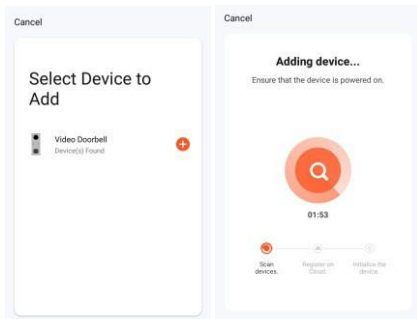 Cancel
Select Device to
Add
Video Doorbell
Device(s) Found
Cancel
Adding device...
Ensure that the device is powered on.
01:53
Scan
devices.
Register on
Cloud.
Initialize the
device.